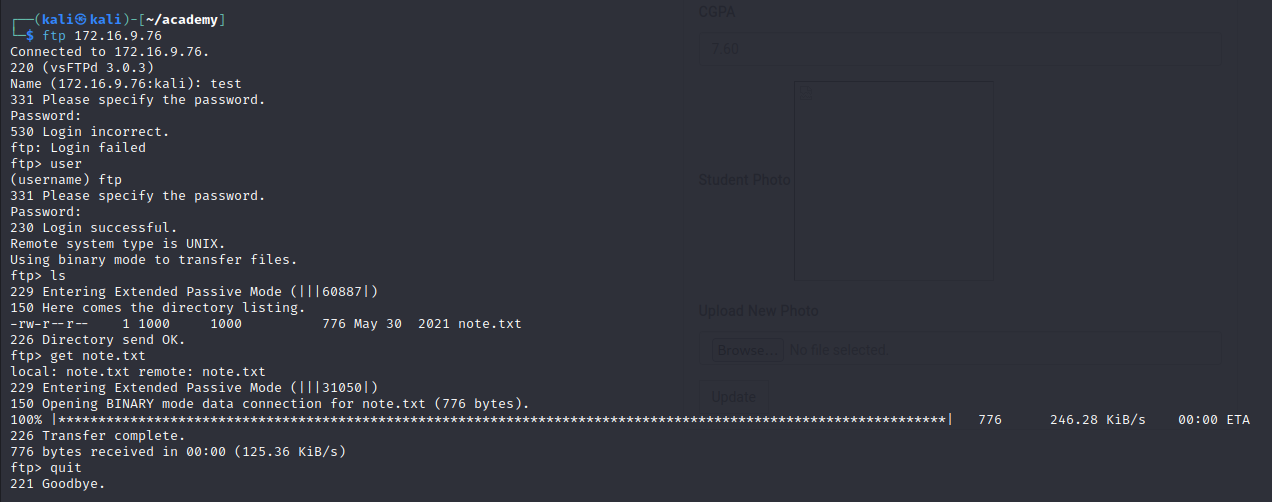 ┌──(kali㉿kali)-[~/academy]
└─$ ftp 172.16.9.76
Connected to 172.16.9.76.
220 (vsFTPd 3.0.3)
Name (172.16.9.76:kali): test
331 Please specify the password.
Password:
530 Login incorrect.
ftp: Login failed
ftp> user
(username) ftp
331 Please specify the password.
Password:
230 Login successful.
Remote system type is UNIX.
Using binary mode to transfer files.
ftp> ls
229 Entering Extended Passive Mode (|||60887|)
150 Here comes the directory listing.
-rw-r--r--    1 1000     1000          776 May 30  2021 note.txt
226 Directory send OK.
ftp> get note.txt
local: note.txt remote: note.txt
229 Entering Extended Passive Mode (|||31050|)
150 Opening BINARY mode data connection for note.txt (776 bytes).
100% |***************************************************************************************************************|   776      246.28 KiB/s    00:00 ETA
226 Transfer complete.
776 bytes received in 00:00 (125.36 KiB/s)
ftp> quit
221 Goodbye.
CGPA
7.60
Student Photo
Upload New Photo
Browse... No file selected.
Update